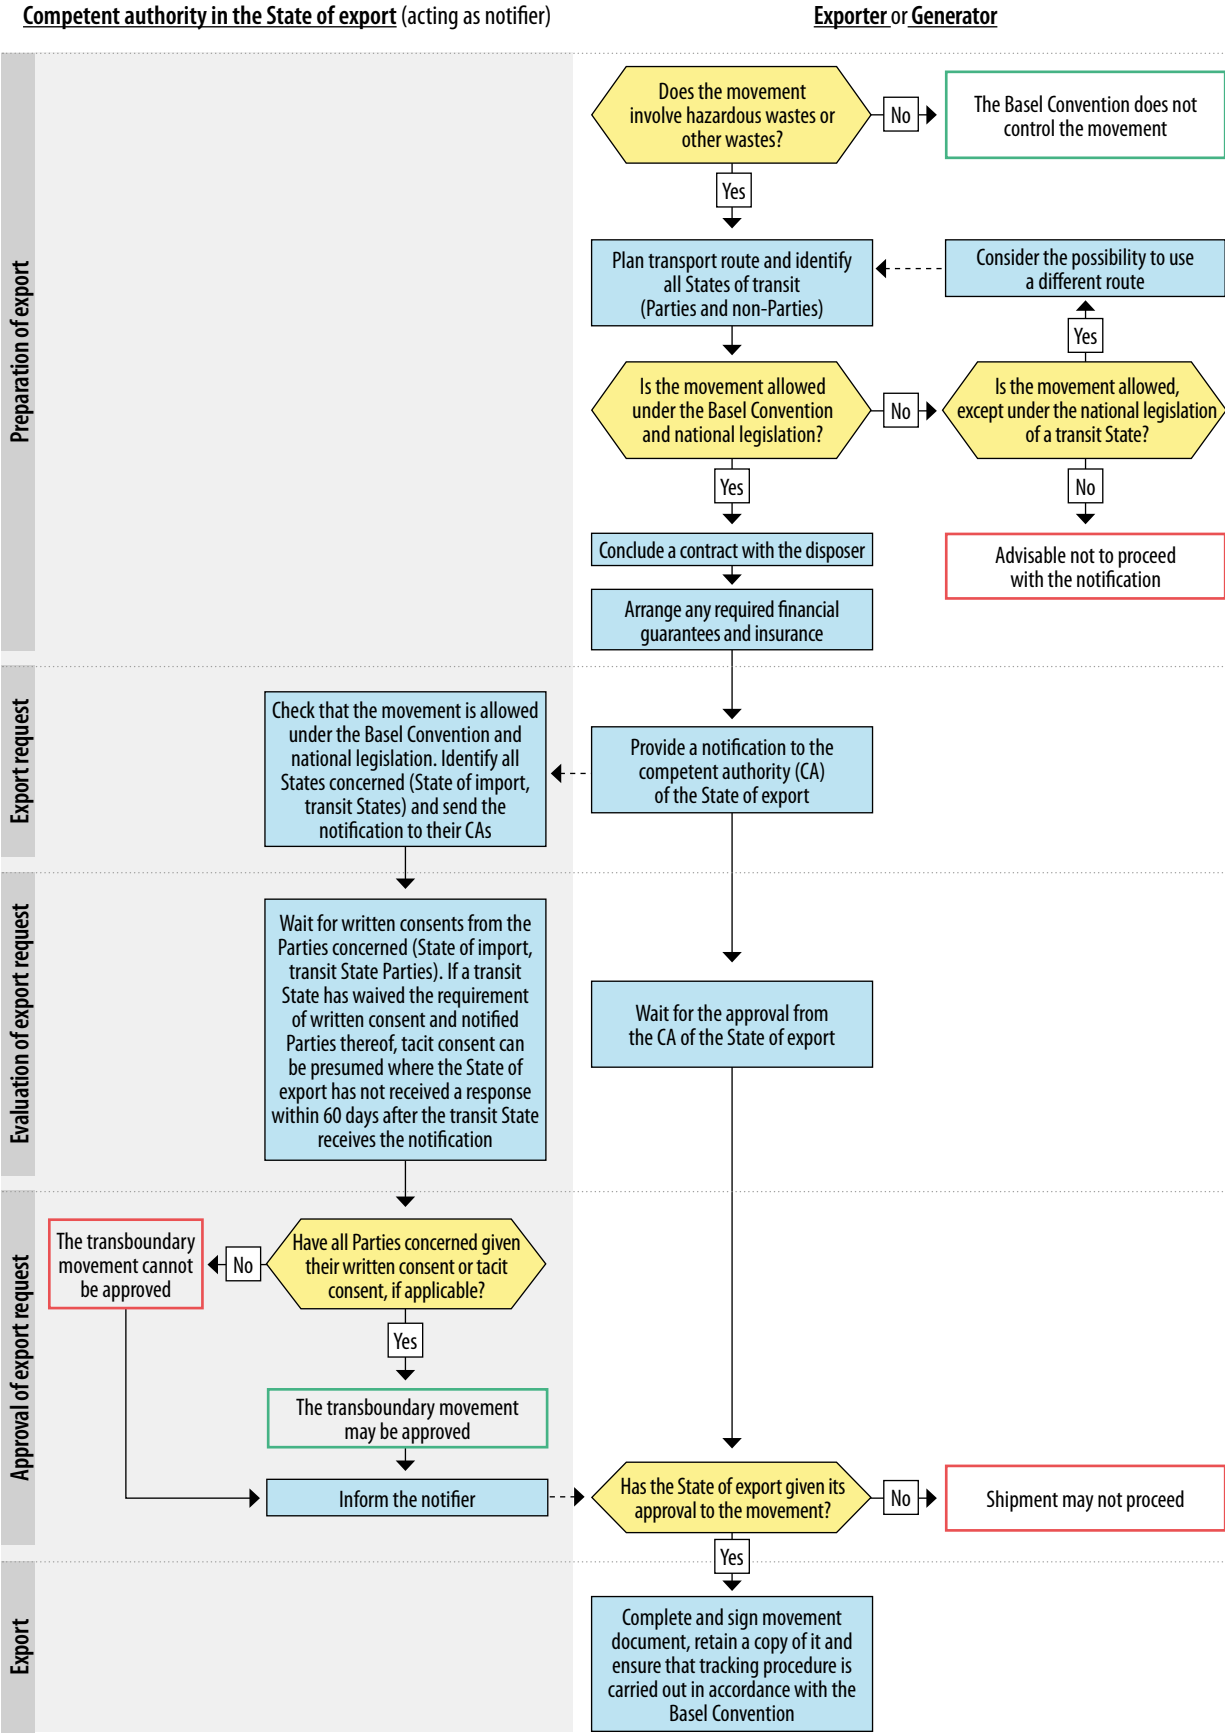 Competent authority in the State of export (acting as notifier)
Exporter or Generator
Preparation of export
Does the movement
involve hazardous wastes or
other wastes?
No
The Basel Convention does not
control the movement
Yes
Plan transport route and identify
all States of transit
(Parties and non-Parties)
Consider the possibility to use
a different route
Yes
Is the movement allowed
under the Basel Convention
and national legislation?
No
Is the movement allowed,
except under the national legislation
of a transit State?
Yes
No
Conclude a contract with the disposer
Advisable not to proceed
with the notification
Arrange any required financial
guarantees and insurance
Export request
Check that the movement is allowed
under the Basel Convention and
national legislation. Identify all
States concerned (State of import,
transit States) and send the
notification to their CAs
Provide a notification to the
competent authority (CA)
of the State of export
Evaluation of export request
Wait for written consents from the
Parties concerned (State of import,
transit State Parties). If a transit
State has waived the requirement
of written consent and notified
Parties thereof, tacit consent can
be presumed where the State of
export has not received a response
within 60 days after the transit State
receives the notification
Wait for the approval from
the CA of the State of export
Approval of export request
The transboundary
movement cannot
be approved
No
Have all Parties concerned given
their written consent or tacit
consent, if applicable?
Yes
The transboundary movement
may be approved
Inform the notifier
Has the State of export given its
approval to the movement?
No
Shipment may not proceed
Yes
Export
Complete and sign movement
document, retain a copy of it and
ensure that tracking procedure is
carried out in accordance with the
Basel Convention